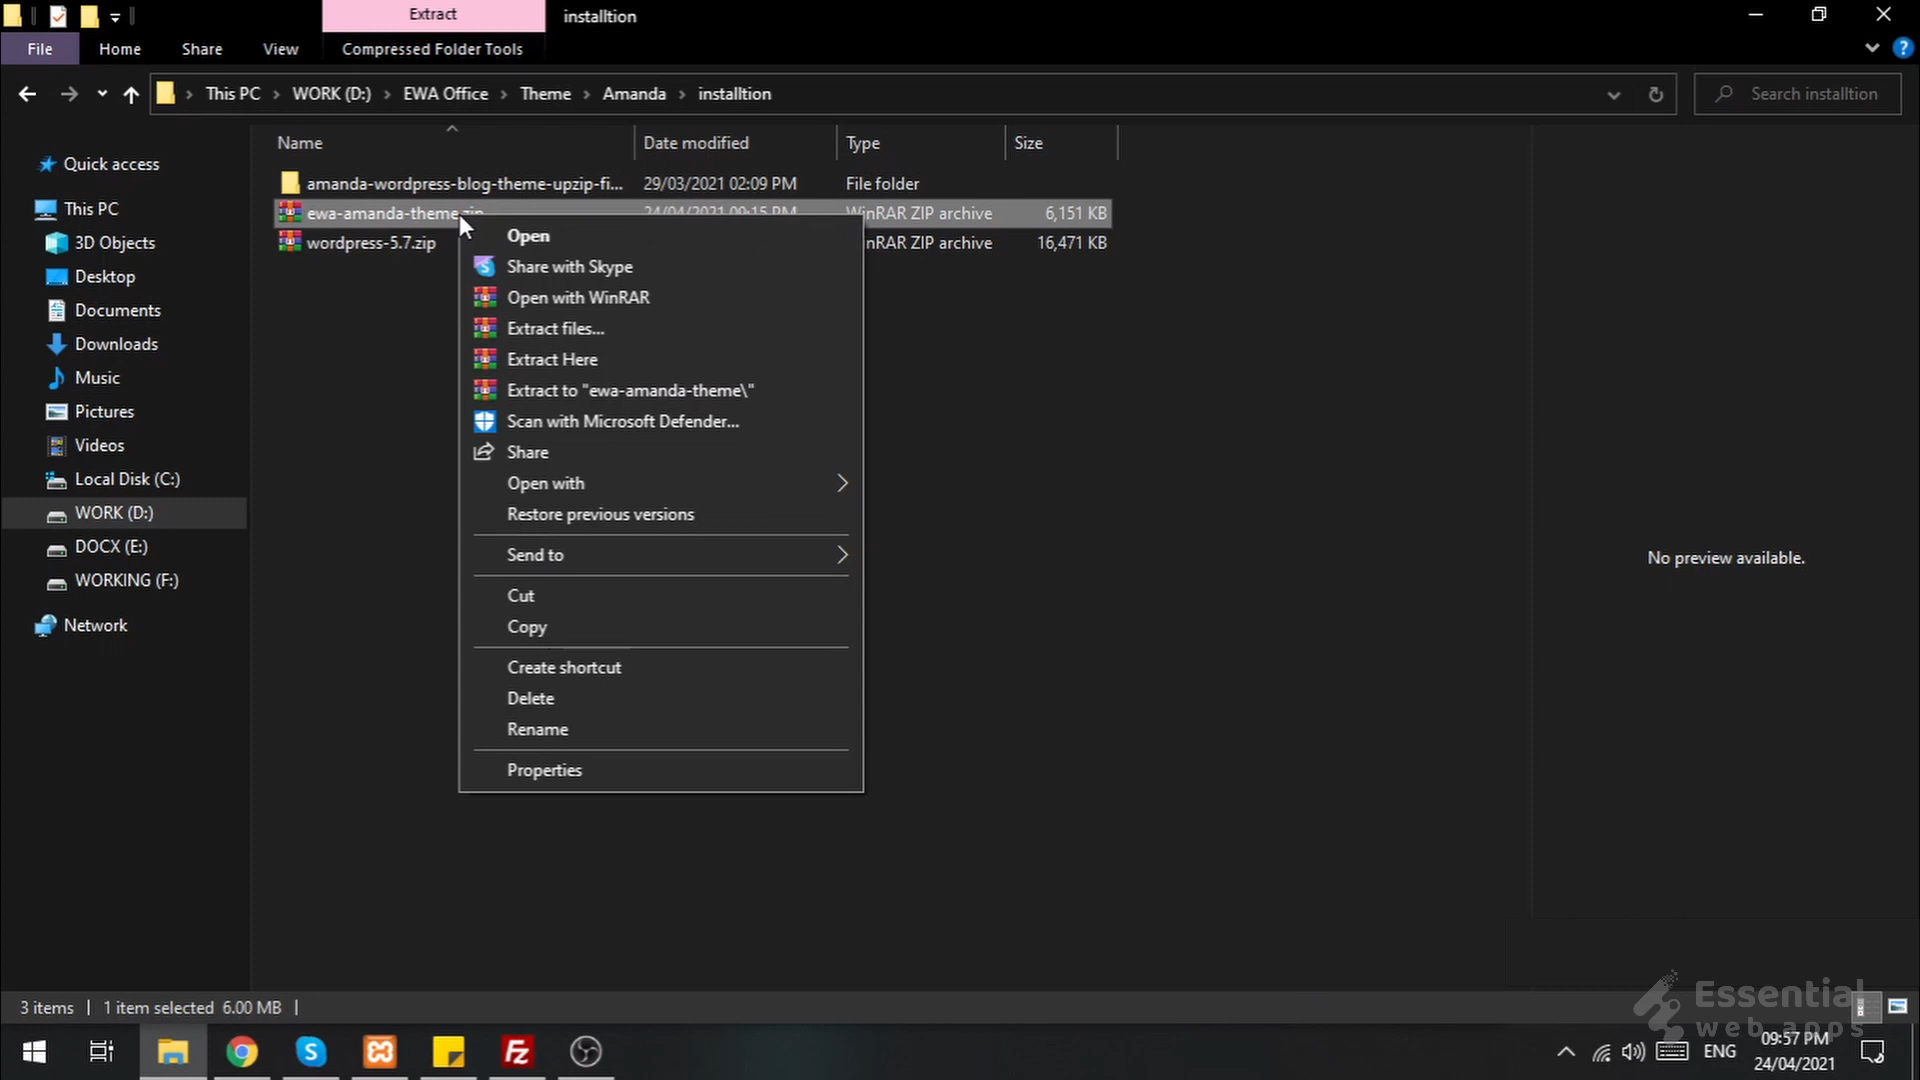 Extract
installtion
File
Home
Share
View
Compressed Folder Tools
This PC
WORK (D:)
EWA Office
Theme
Amanda
installtion
Search installtion
Name
Date modified
Type
Size
amanda-wordpress-blog-theme-upzip-fi...
29/03/2021 02:09 PM
File folder
ewa-amanda-theme.zip
24/04/2021 09:15 PM
WinRAR ZIP archive
6,151 KB
wordpress-5.7.zip
nRAR ZIP archive
16,471 KB
Quick access
This PC
3D Objects
Desktop
Documents
Downloads
Music
Pictures
Videos
Local Disk (C:)
WORK (D:)
DOCX (E:)
WORKING (F:)
Network
Open
Share with Skype
Open with WinRAR
Extract files...
Extract Here
Extract to "ewa-amanda-theme\"
Scan with Microsoft Defender...
Share
Open with
Restore previous versions
Send to
Cut
Copy
Create shortcut
Delete
Rename
Properties
No preview available.
3 items
1 item selected 6.00 MB
Essential
web apps
ENG
09:57 PM
24/04/2021